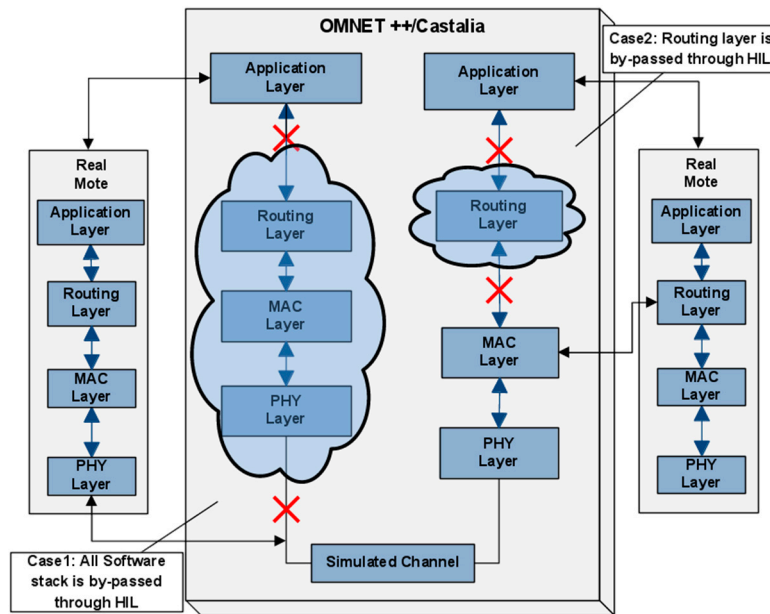 OMNET ++/Castalia
Case2: Routing layer is
by-passed through HIL
Application
Layer
Application
Layer
Real
Mote
Application
Layer
Routing
Layer
MAC
Layer
PHY
Layer
Routing
Layer
MAC
Layer
PHY
Layer
Routing
Layer
MAC
Layer
PHY
Layer
Real
Mote
Application
Layer
Routing
Layer
MAC
Layer
PHY
Layer
Simulated Channel
Case1: All Software
stack is by-passed
through HIL